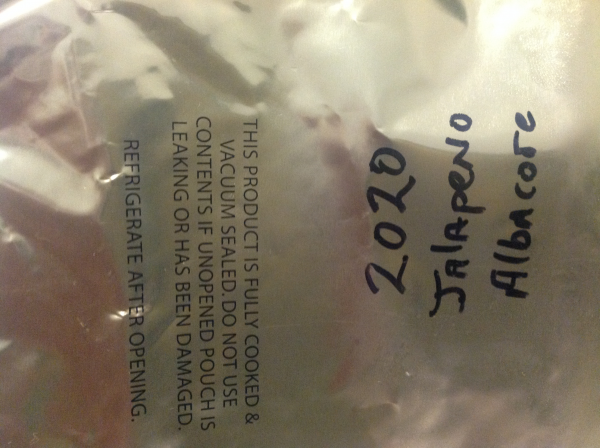 THIS PRODUCT IS FULLY COOKED &
VACUUM SEALED. DO NOT USE
CONTENTS IF UNOPENED POUCH IS
LEAKING OR HAS BEEN DAMAGED.
REFRIGERATE AFTER OPENING.
2020
JALAPENO
Albacore